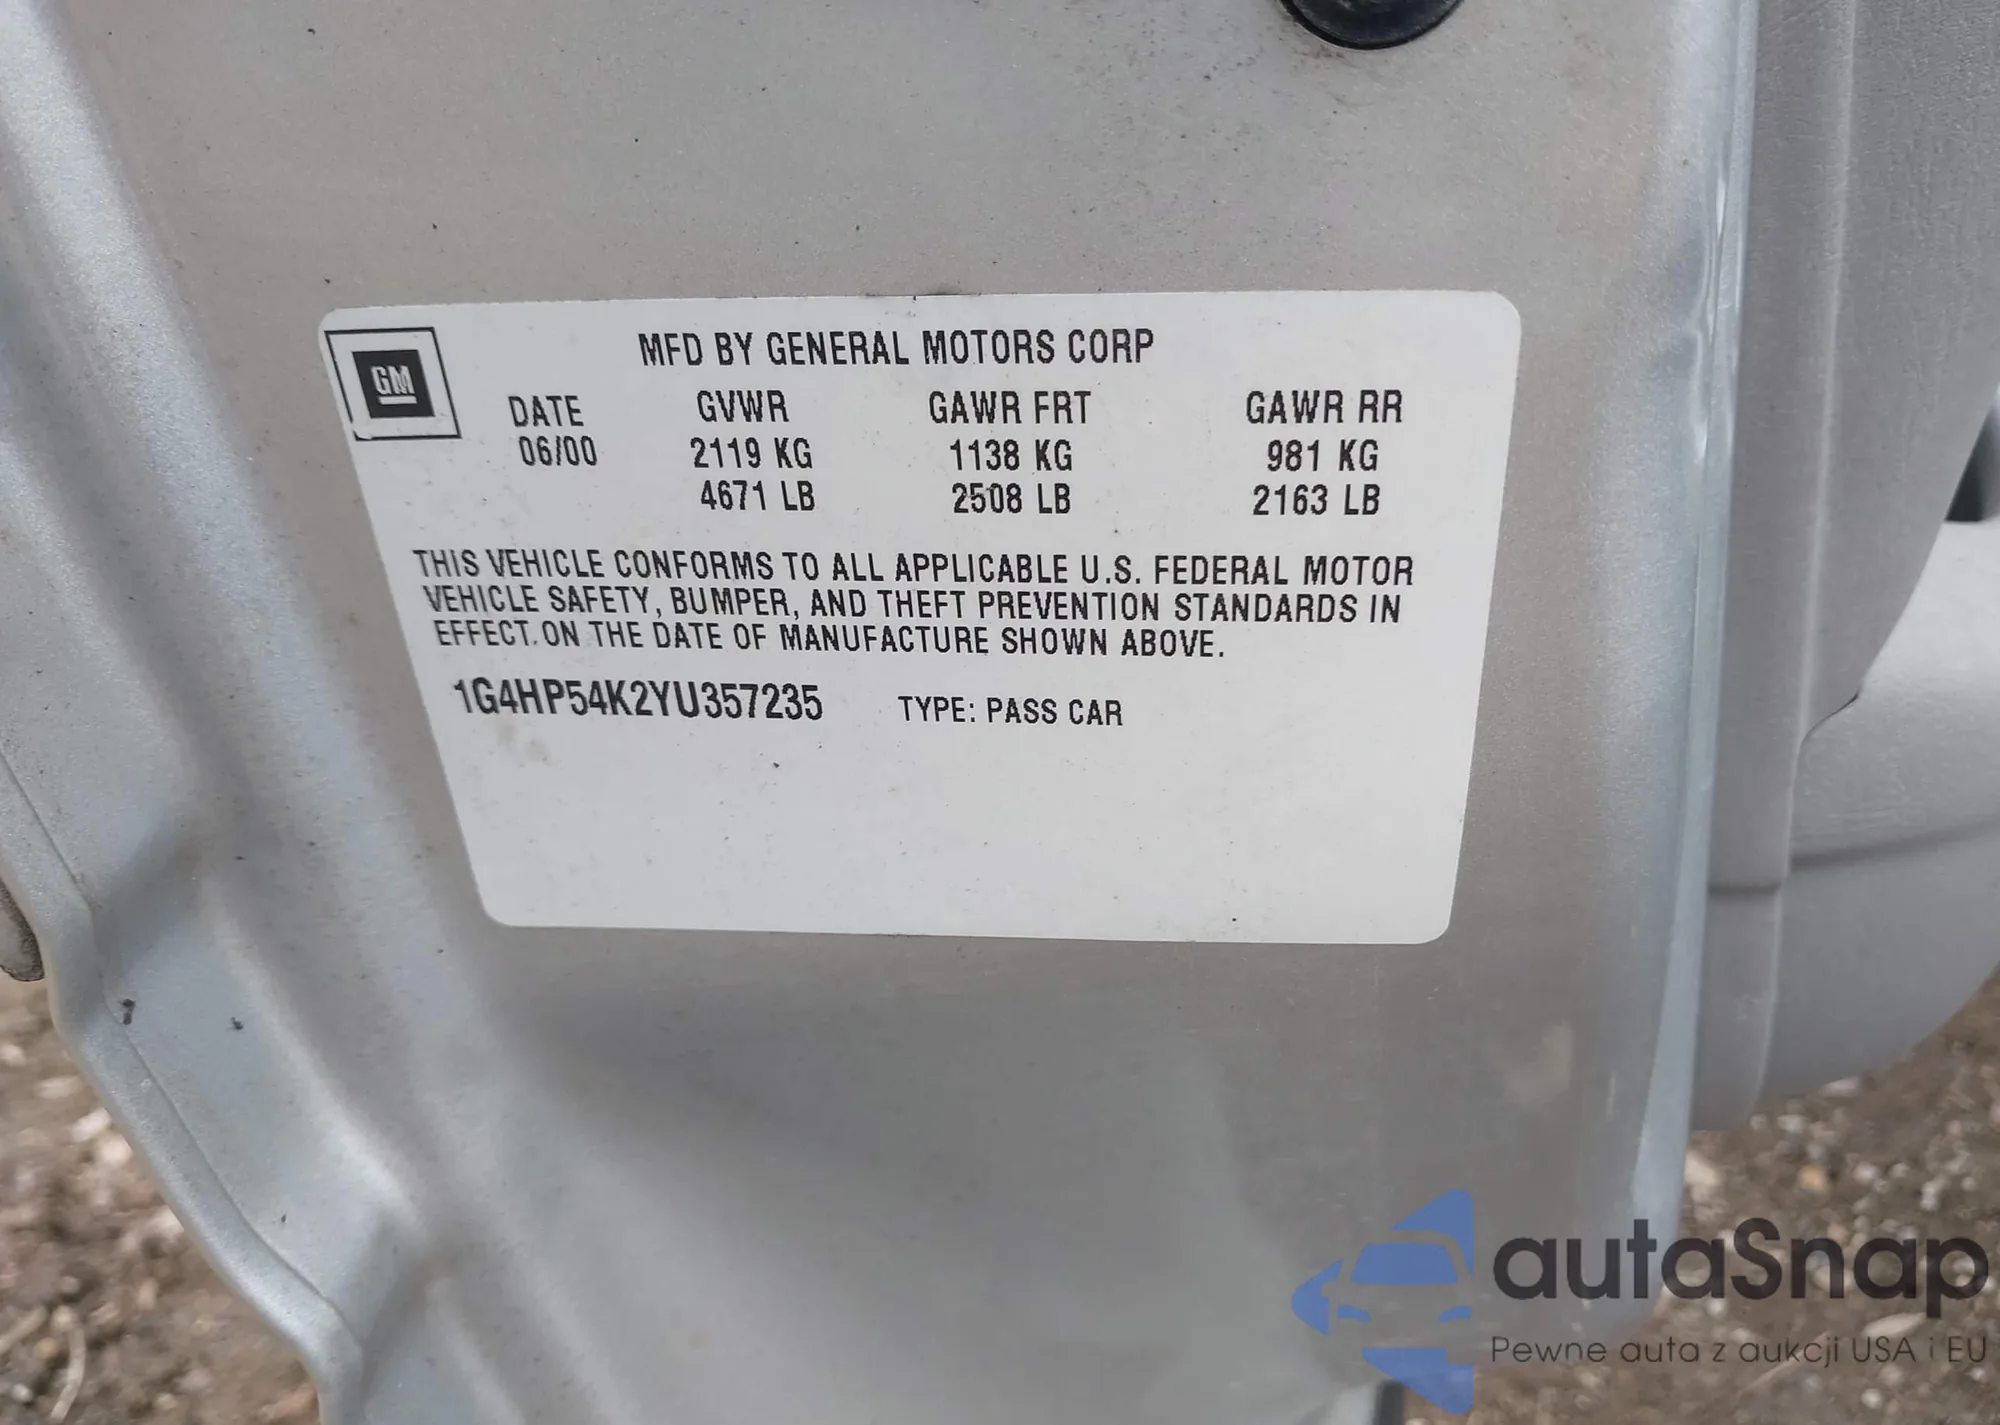 GM
MFD BY GENERAL MOTORS CORP
DATE GVWR GAWR FRT GAWR RR
06/00 2119 KG 1138 KG 981 KG
4671 LB 2508 LB 2163 LB
THIS VEHICLE CONFORMS TO ALL APPLICABLE U.S. FEDERAL MOTOR
VEHICLE SAFETY, BUMPER, AND THEFT PREVENTION STANDARDS IN
EFFECT. ON THE DATE OF MANUFACTURE SHOWN ABOVE.
1G4HP54K2YU357235 TYPE: PASS CAR
autaSnap
Pewne auta z aukcji USA i EU